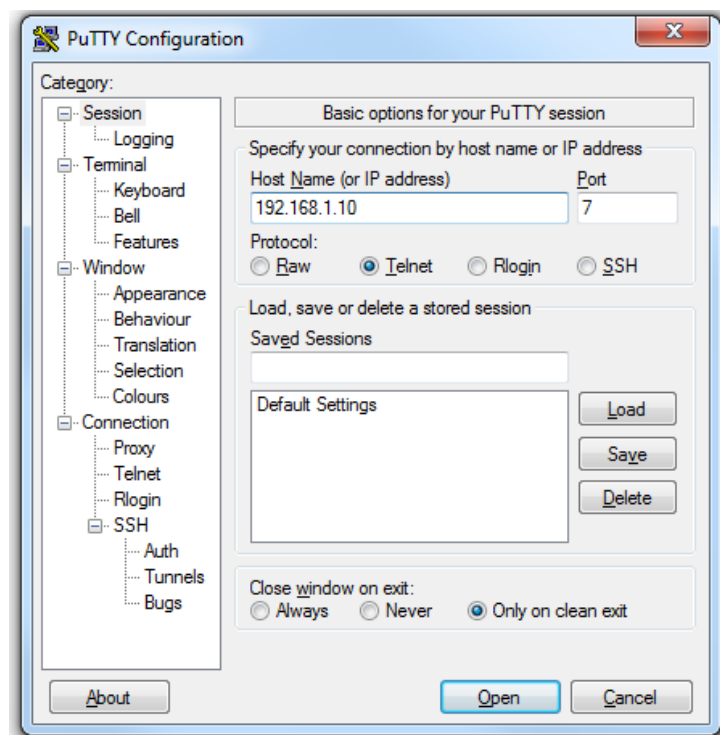 PuTTY Configuration
Category:
Session
Logging
Terminal
Keyboard
Bell
Features
Window
Appearance
Behaviour
Translation
Selection
Colours
Connection
Proxy
Telnet
Rlogin
SSH
Auth
Tunnels
Bugs
Basic options for your PuTTY session
Specify your connection by host name or IP address
Host Name (or IP address) Port
192.168.1.10 7
Protocol:
Raw Telnet Rlogin SSH
Load, save or delete a stored session
Saved Sessions
Default Settings
Load
Save
Delete
Close window on exit:
Always Never Only on clean exit
About Open Cancel